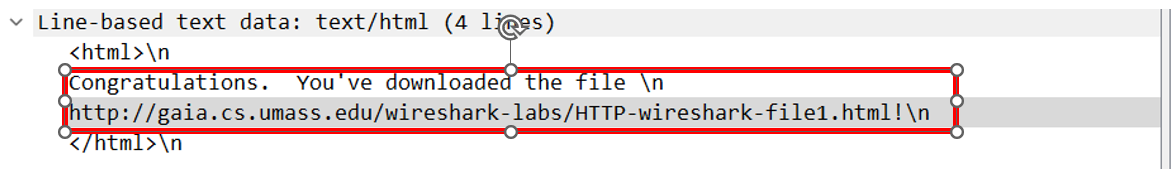 Line-based text data: text/html (4 lines)
<html>\n
Congratulations.  You've downloaded the file \n
http://gaia.cs.umass.edu/wireshark-labs/HTTP-wireshark-file1.html!\n
</html>\n